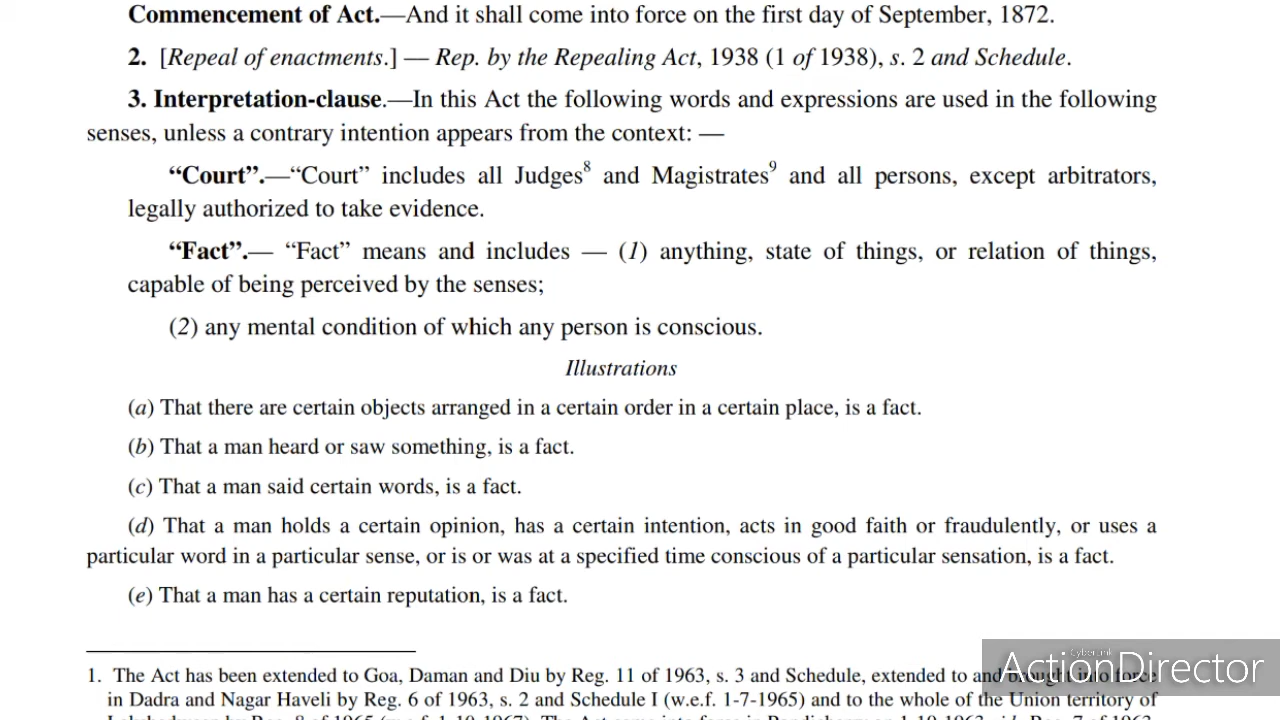 Commencement of Act.—And it shall come into force on the first day of September, 1872.
2. [Repeal of enactments.] — Rep. by the Repealing Act, 1938 (1 of 1938), s. 2 and Schedule.
3. Interpretation-clause.—In this Act the following words and expressions are used in the following
senses, unless a contrary intention appears from the context: —
“Court”.—“Court” includes all Judges8 and Magistrates9 and all persons, except arbitrators,
legally authorized to take evidence.
“Fact”.— “Fact” means and includes — (1) anything, state of things, or relation of things,
capable of being perceived by the senses;
(2) any mental condition of which any person is conscious.
Illustrations
(a) That there are certain objects arranged in a certain order in a certain place, is a fact.
(b) That a man heard or saw something, is a fact.
(c) That a man said certain words, is a fact.
(d) That a man holds a certain opinion, has a certain intention, acts in good faith or fraudulently, or uses a
particular word in a particular sense, or is or was at a specified time conscious of a particular sensation, is a fact.
(e) That a man has a certain reputation, is a fact.
1. The Act has been extended to Goa, Daman and Diu by Reg. 11 of 1963, s. 3 and Schedule, extended to and brought into force
in Dadra and Nagar Haveli by Reg. 6 of 1963, s. 2 and Schedule I (w.e.f. 1-7-1965) and to the whole of the Union territory of
CyberLink
ActionDirector